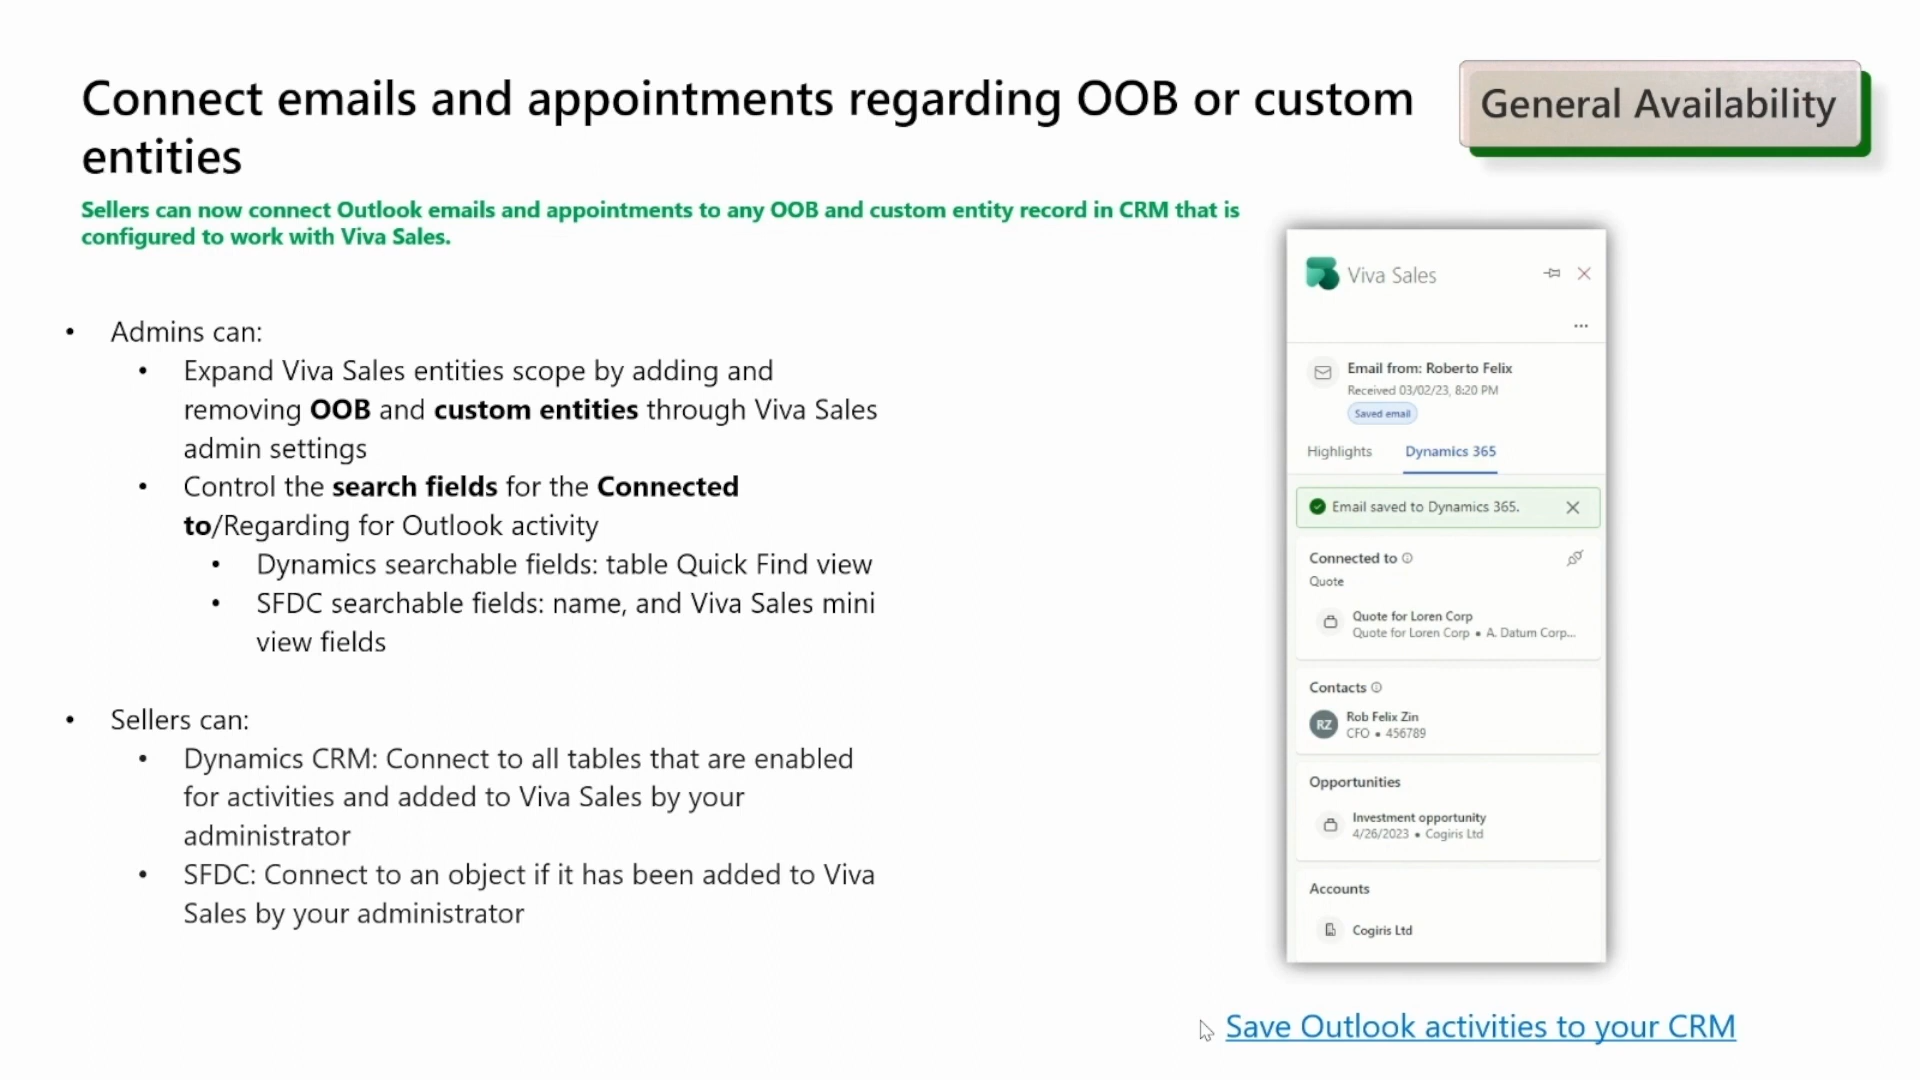 Connect emails and appointments regarding OOB or custom
entities
General Availability
Sellers can now connect Outlook emails and appointments to any OOB and custom entity record in CRM that is
configured to work with Viva Sales.
• Admins can:
• Expand Viva Sales entities scope by adding and
removing OOB and custom entities through Viva Sales
admin settings
• Control the search fields for the Connected
to/Regarding for Outlook activity
• Dynamics searchable fields: table Quick Find view
• SFDC searchable fields: name, and Viva Sales mini
view fields
• Sellers can:
• Dynamics CRM: Connect to all tables that are enabled
for activities and added to Viva Sales by your
administrator
• SFDC: Connect to an object if it has been added to Viva
Sales by your administrator
Viva Sales
...
Email from: Roberto Felix
Received 03/02/23, 8:20 PM
Saved email
Highlights Dynamics 365
Email saved to Dynamics 365.
Connected to
Quote
Quote for Loren Corp
Quote for Loren Corp • A. Datum Corp...
Contacts
RZ Rob Felix Zin
CFO • 456789
Opportunities
Investment opportunity
4/26/2023 • Cogiris Ltd
Accounts
Cogiris Ltd
Save Outlook activities to your CRM